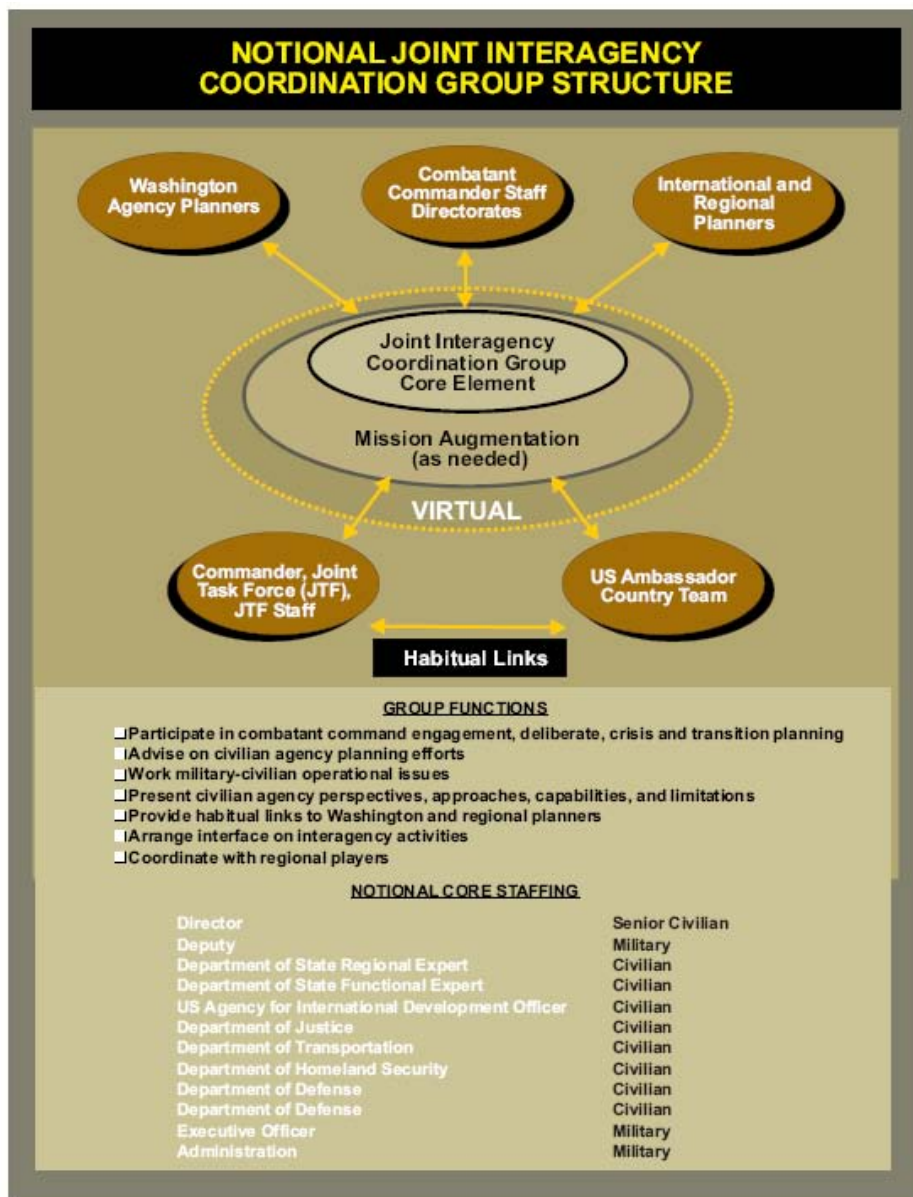 NOTIONAL JOINT INTERAGENCY
COORDINATION GROUP STRUCTURE
Washington
Agency Planners
Combatant
Commander Staff
Directorates
International and
Regional
Planners
Joint Interagency
Coordination Group
Core Element
Mission Augmentation
(as needed)
VIRTUAL
Commander, Joint
Task Force (JTF),
JTF Staff
US Ambassador
Country Team
Habitual Links
GROUP FUNCTIONS
Participate in combatant command engagement, deliberate, crisis and transition planning
Advise on civilian agency planning efforts
Work military-civilian operational issues
Present civilian agency perspectives, approaches, capabilities, and limitations
Provide habitual links to Washington and regional planners
Arrange interface on interagency activities
Coordinate with regional players
NOTIONAL CORE STAFFING
Director Senior Civilian
Deputy Military
Department of State Regional Expert Civilian
Department of State Functional Expert Civilian
US Agency for International Development Officer Civilian
Department of Justice Civilian
Department of Transportation Civilian
Department of Homeland Security Civilian
Department of Defense Civilian
Department of Defense Civilian
Executive Officer Military
Administration Military